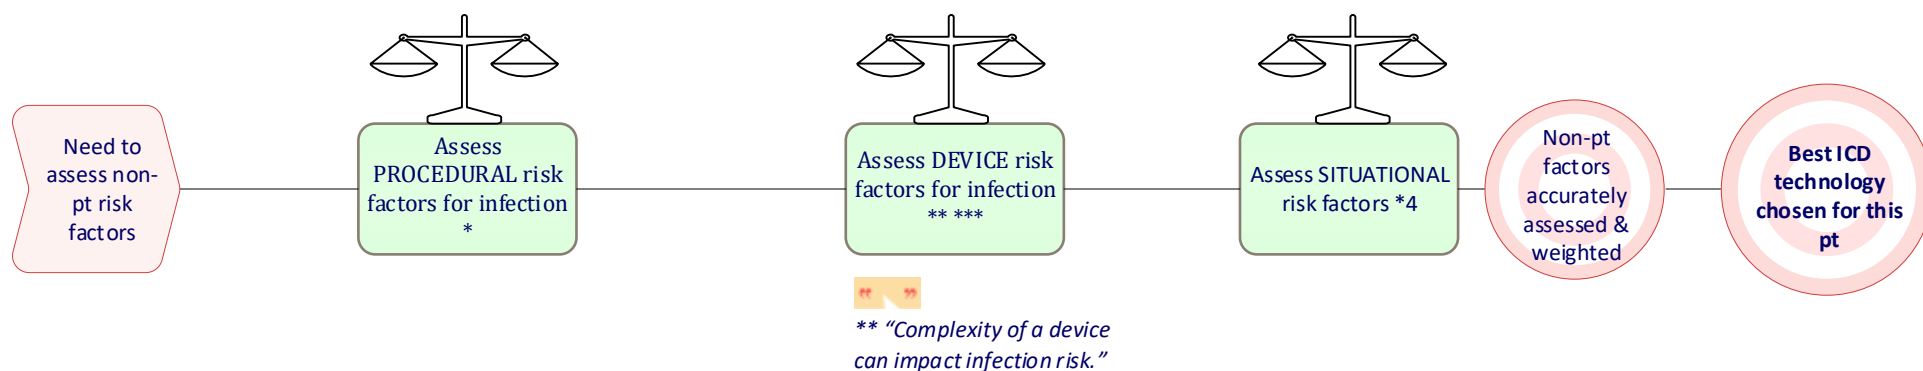 Need to
assess non-
pt risk
factors
Assess
PROCEDURAL risk
factors for infection
*
Assess DEVICE risk
factors for infection
** ***
Assess SITUATIONAL
risk factors *4
Non-pt
factors
accurately
assessed &
weighted
Best ICD
technology
chosen for this
pt
“ ”
** “Complexity of a device
can impact infection risk.”